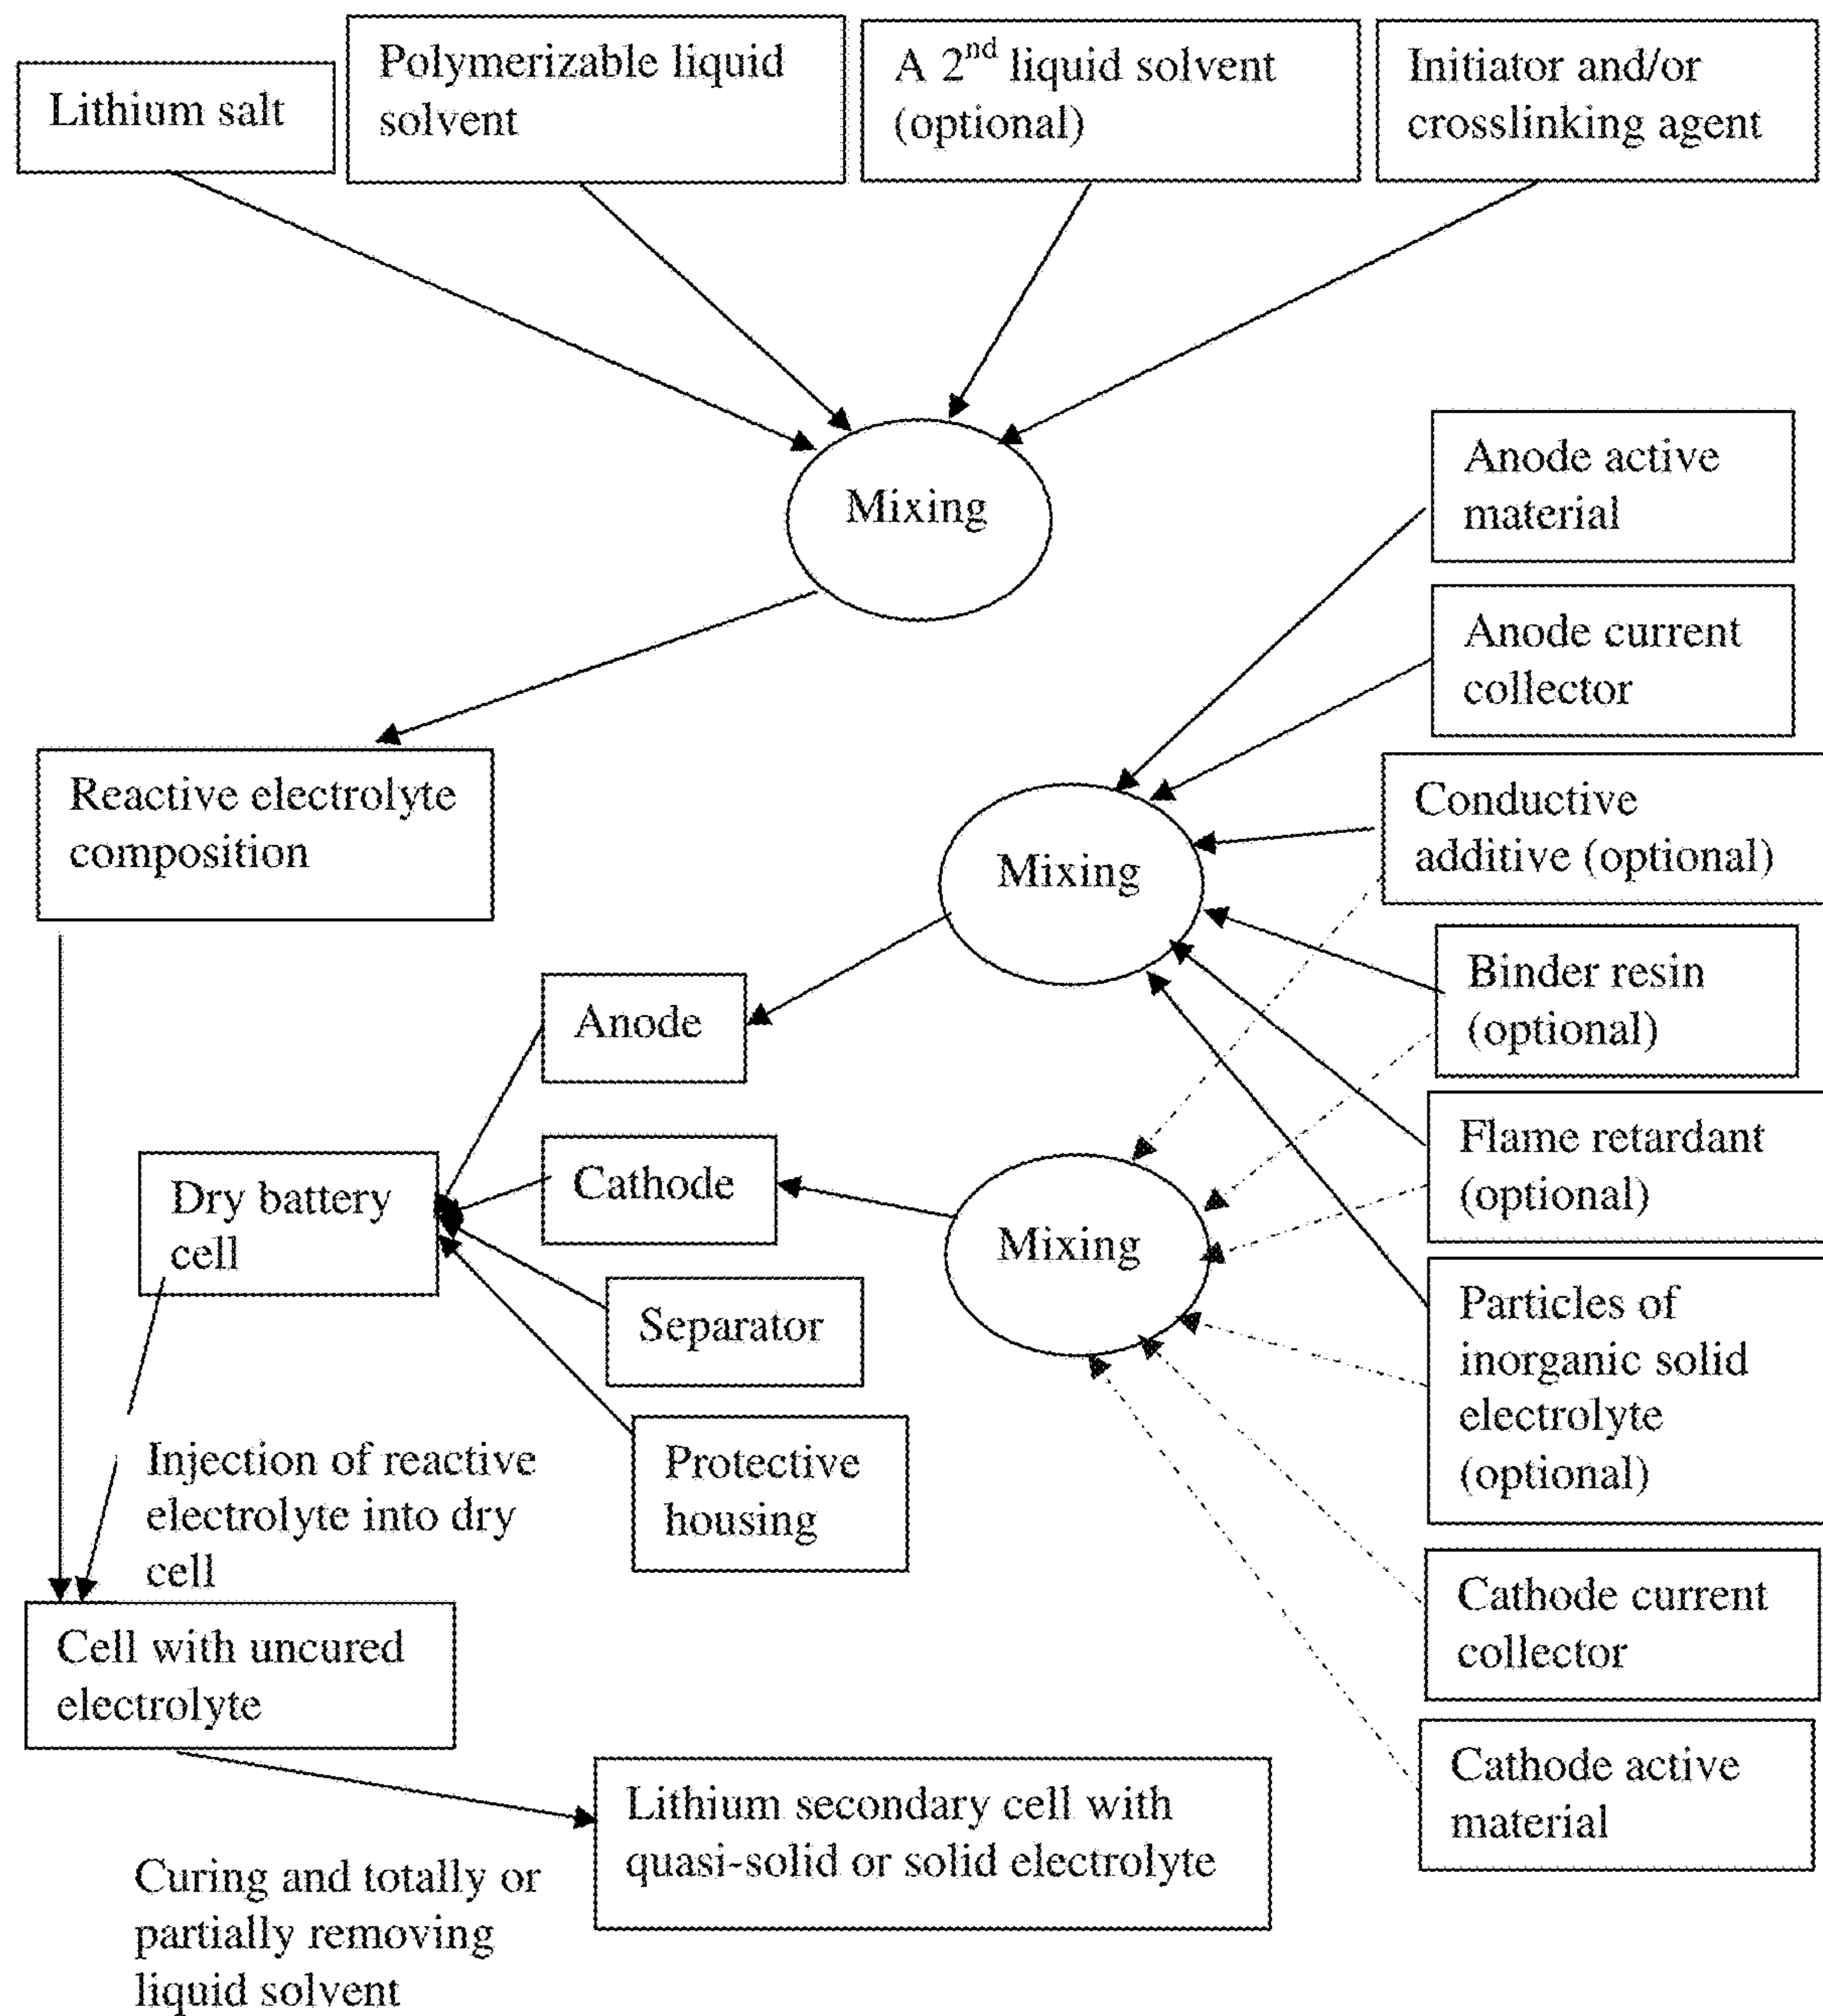 Lithium salt
Polymerizable liquid
solvent
A 2nd liquid solvent
(optional)
Initiator and/or
crosslinking agent
Mixing
Anode active
material
Anode current
collector
Reactive electrolyte
composition
Mixing
Conductive
additive (optional)
Binder resin
(optional)
Anode
Flame retardant
(optional)
Cathode
Dry battery
cell
Mixing
Separator
Particles of
inorganic solid
electrolyte
(optional)
Protective
housing
Injection of reactive
electrolyte into dry
cell
Cathode current
collector
Cell with uncured
electrolyte
Cathode active
material
Lithium secondary cell with
quasi-solid or solid electrolyte
Curing and totally or
partially removing
liquid solvent